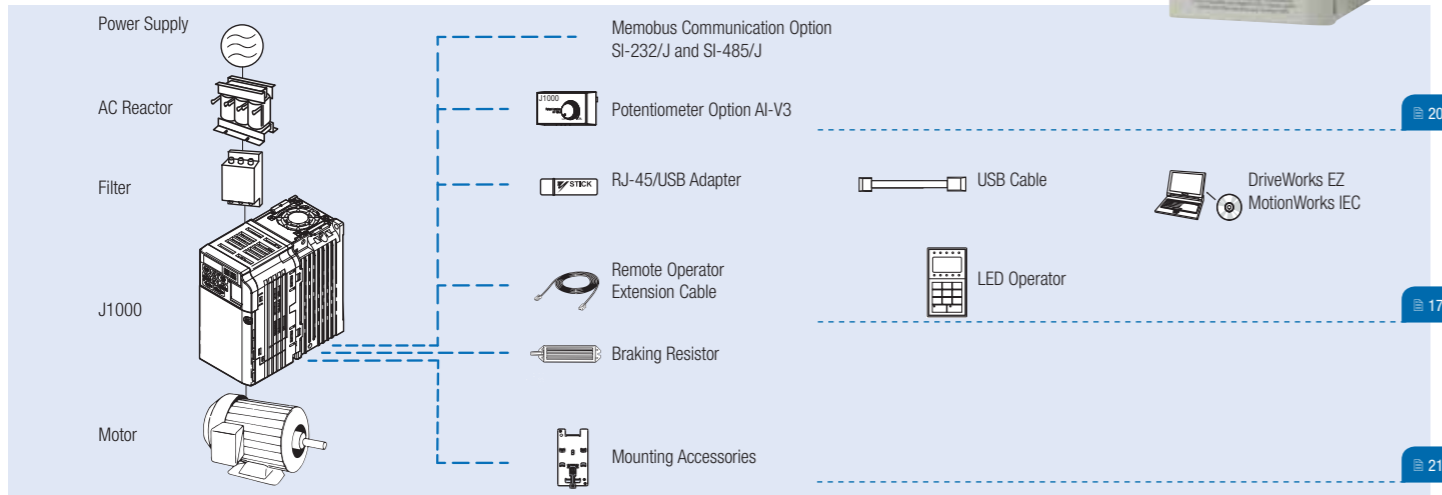 Power Supply
Memobus Communication Option
SI-232/J and SI-485/J
AC Reactor
J1000
Potentiometer Option AI-V3
20
Filter
STICK
RJ-45/USB Adapter
USB Cable
DriveWorks EZ
MotionWorks IEC
Remote Operator
Extension Cable
LED Operator
J1000
17
Braking Resistor
Motor
Mounting Accessories
21